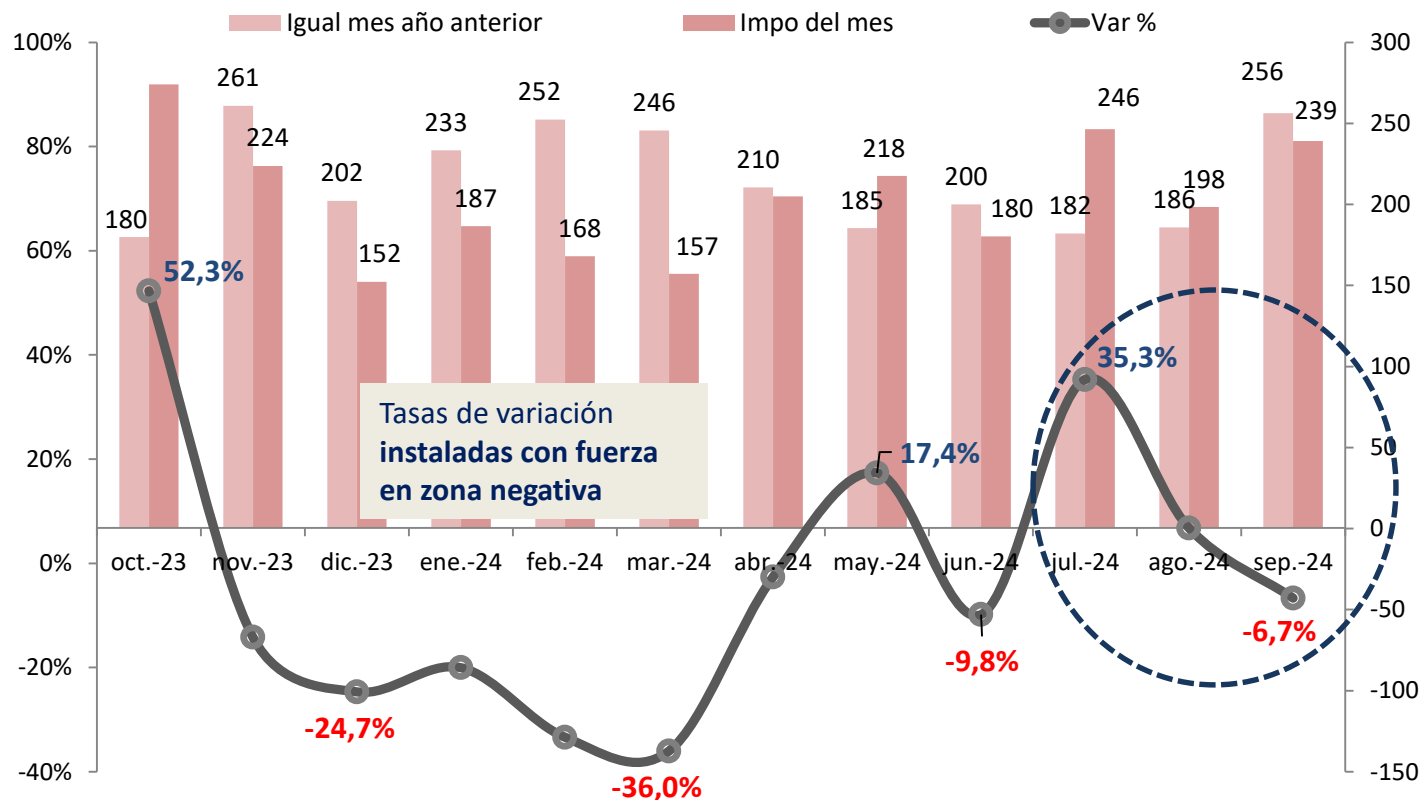 Igual mes año anterior Impo del mes Var %
100% 300
80% 250
60% 200
40% 150
20% 100
0% 50
-20% 0
-40% -50
-100
-150
180 261 224 202 152 233 187 252 168 246 157 210 185 218 200 180 182 246 186 198 256 239
52,3%
-24,7%
-36,0%
17,4%
-9,8%
35,3%
-6,7%
Tasas de variación
instaladas con fuerza
en zona negativa
oct.-23 nov.-23 dic.-23 ene.-24 feb.-24 mar.-24 abr.-24 may.-24 jun.-24 jul.-24 ago.-24 sep.-24